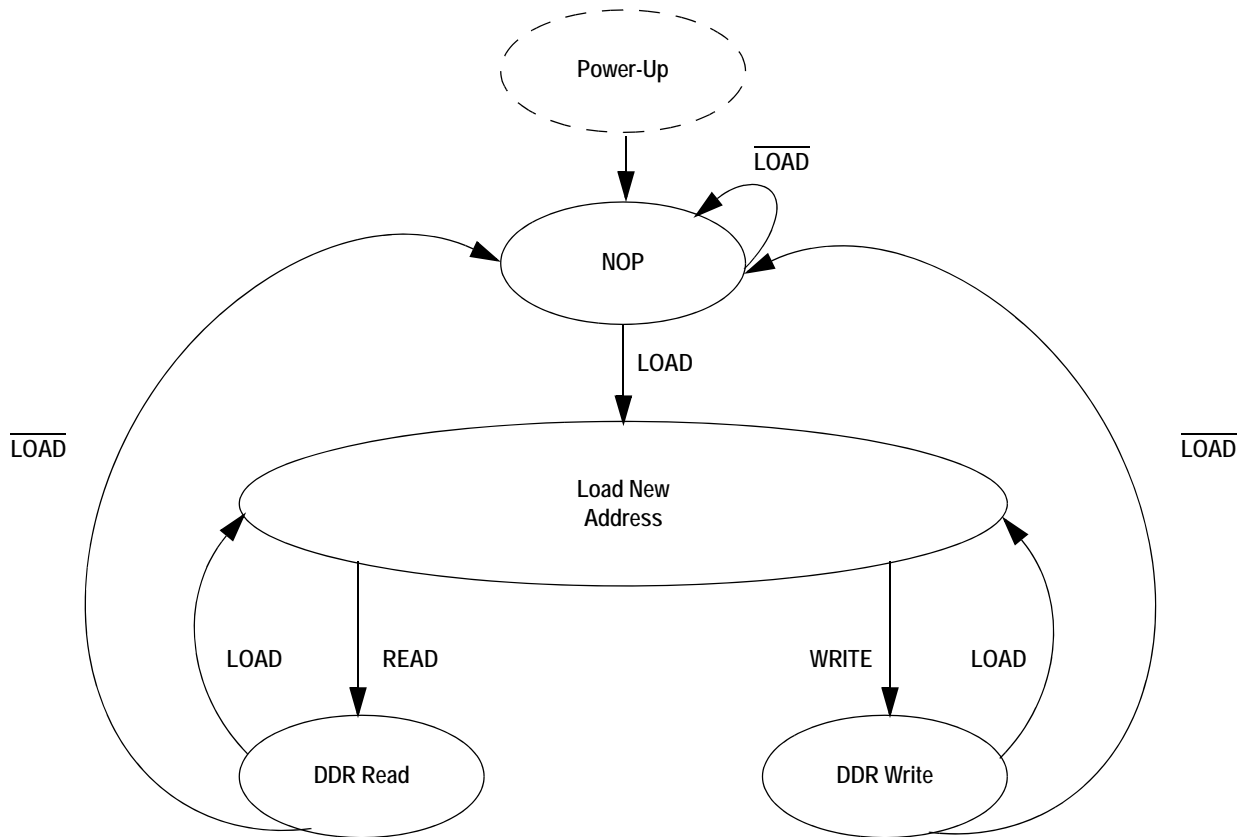 Power-Up
LOAD
NOP
LOAD
LOAD
LOAD
Load New
Address
LOAD
READ
WRITE
LOAD
DDR Read
DDR Write